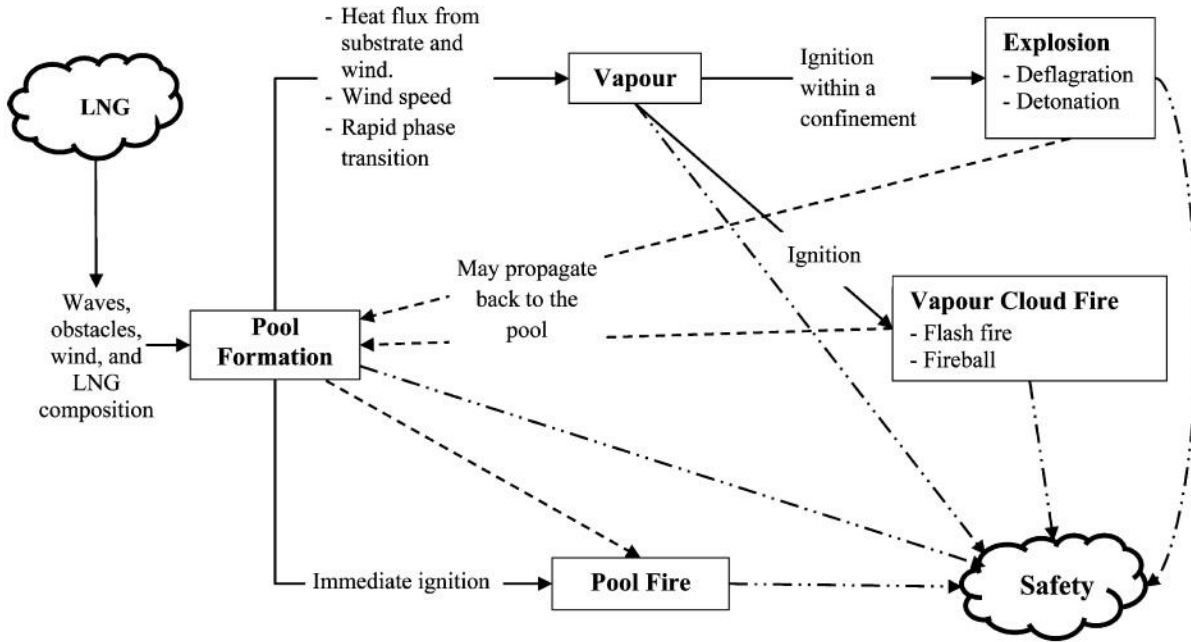 LNG
Waves,
obstacles,
wind, and
LNG
composition
Pool
Formation
- Heat flux from
substrate and
wind.
- Wind speed
- Rapid phase
transition
Vapour
Ignition
within a
confinement
Explosion
- Deflagration
- Detonation
May propagate
back to the
pool
Ignition
Vapour Cloud Fire
- Flash fire
- Fireball
Immediate ignition
Pool Fire
Safety